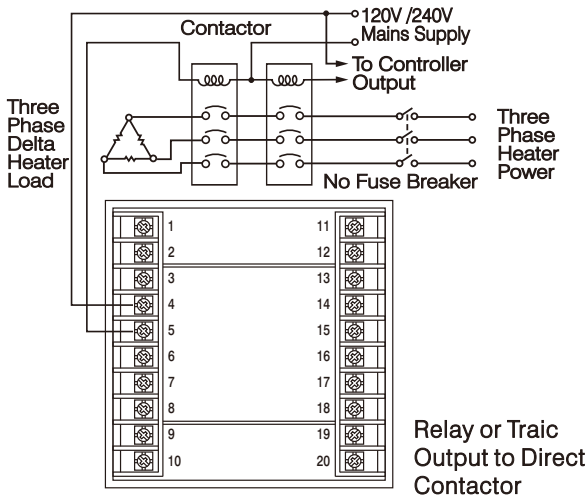 Contactor
120V /240V
Mains Supply
To Controller
Output
Three
Phase
Delta
Heater
Load
Three
Phase
Heater
Power
No Fuse Breaker
1
2
3
4
5
6
7
8
9
10
11
12
13
14
15
16
17
18
19
20
Relay or Traic
Output to Direct
Contactor